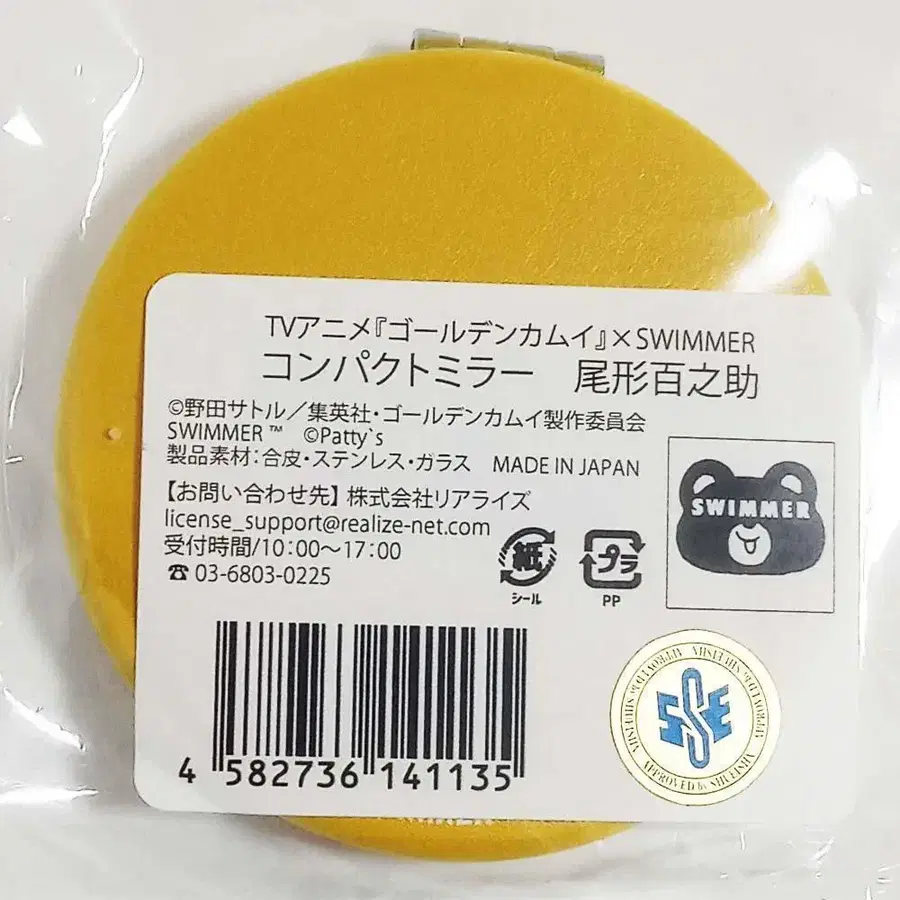 TVアニメ『ゴールデンカムイ』×SWIMMER
コンパクトミラー　尾形百之助
©野田サトル／集英社・ゴールデンカムイ製作委員会
SWIMMER™　©Patty`s
製品素材：合皮・ステンレス・ガラス　MADE IN JAPAN
【お問い合わせ先】株式会社リアライズ
license_support@realize-net.com
受付時間/10：00〜17：00
☎ 03-6803-0225
紙
シール
プラ
PP
SWIMMER
4 582736 141135
APPROVED by SHUEISHA